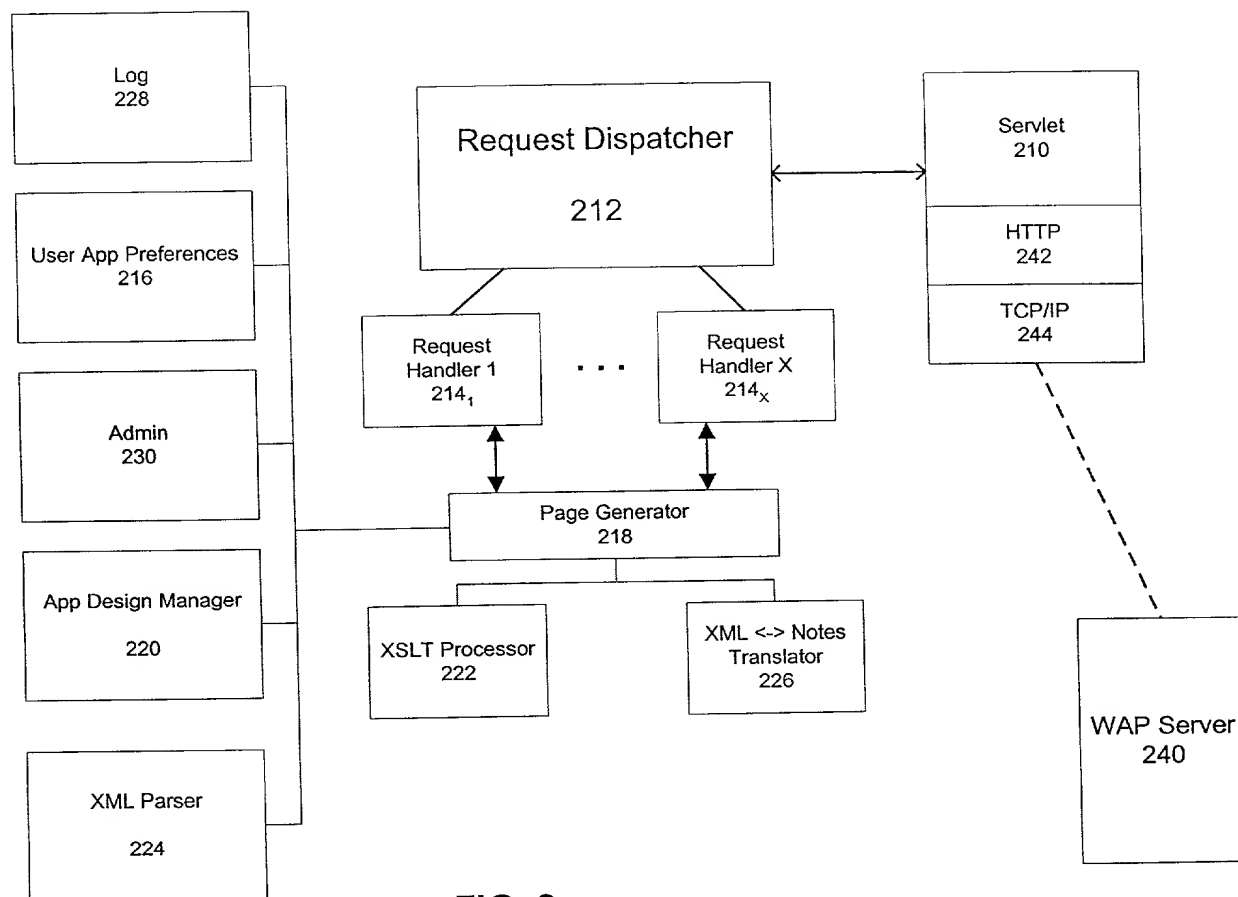 Log
228
User App Preferences
216
Admin
230
App Design Manager
220
XML Parser
224
Request Dispatcher
212
Request
Handler 1
214₁
. . .
Request
Handler X
214ₓ
Page Generator
218
XSLT Processor
222
XML <-> Notes
Translator
226
Servlet
210
HTTP
242
TCP/IP
244
WAP Server
240